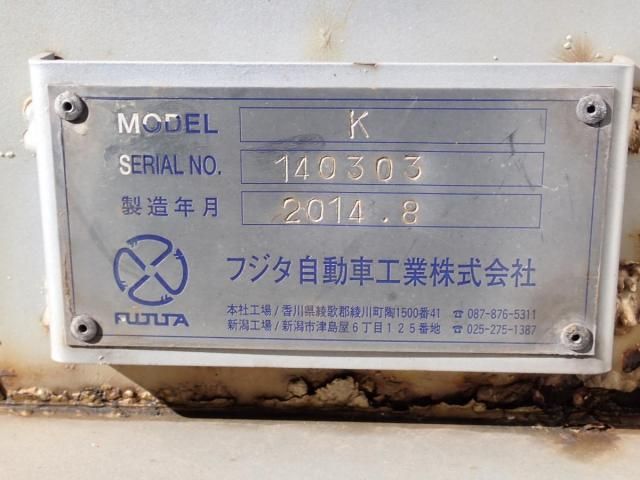 MODEL K
SERIAL NO. 140303
製造年月 2014.8
FUJITA
フジタ自動車工業株式会社
本社工場/香川県綾歌郡綾川町陶1500番41 ☎087-876-5311
新潟工場/新潟市津島屋6丁目125番地 ☎025-275-1387